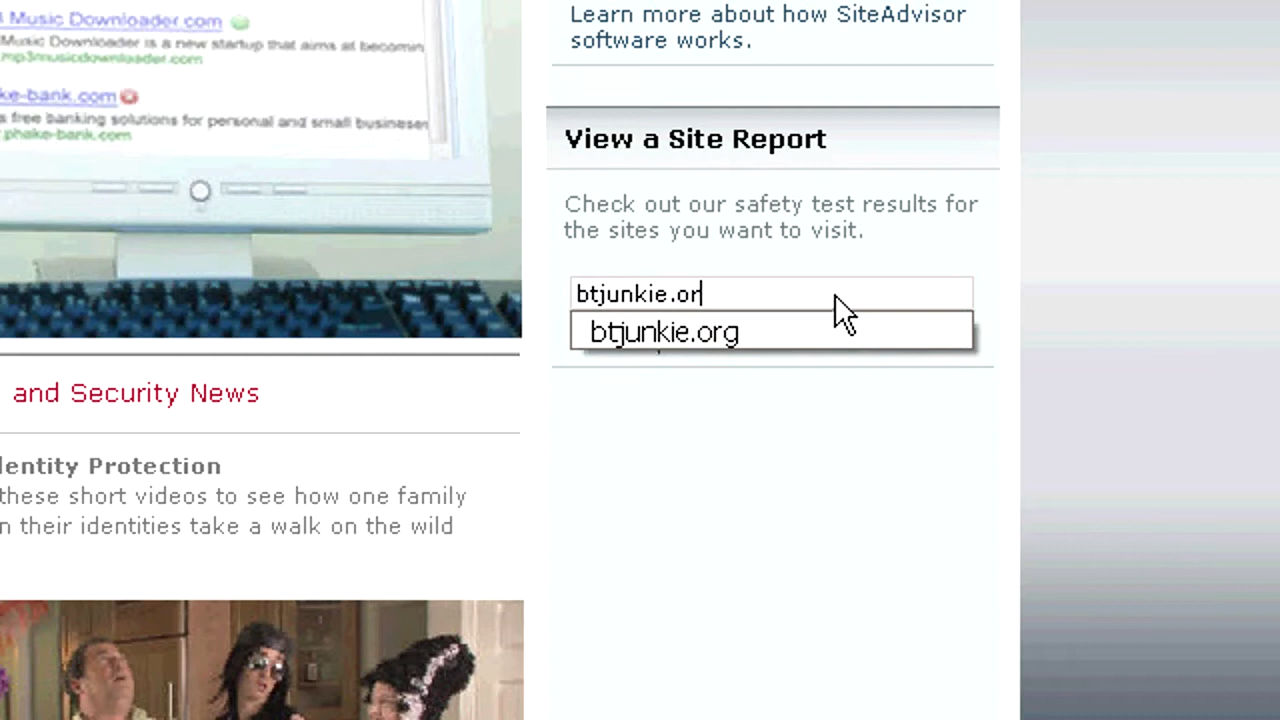 Music Downloader.com
Music Downloader is a new startup that aims at becomin
mp3musicdownloader.com
ke-bank.com
s free banking solutions for personal and small businesses
phake-bank.com
Learn more about how SiteAdvisor
software works.
View a Site Report
Check out our safety test results for
the sites you want to visit.
btjunkie.or
btjunkie.org
and Security News
dentity Protection
these short videos to see how one family
n their identities take a walk on the wild